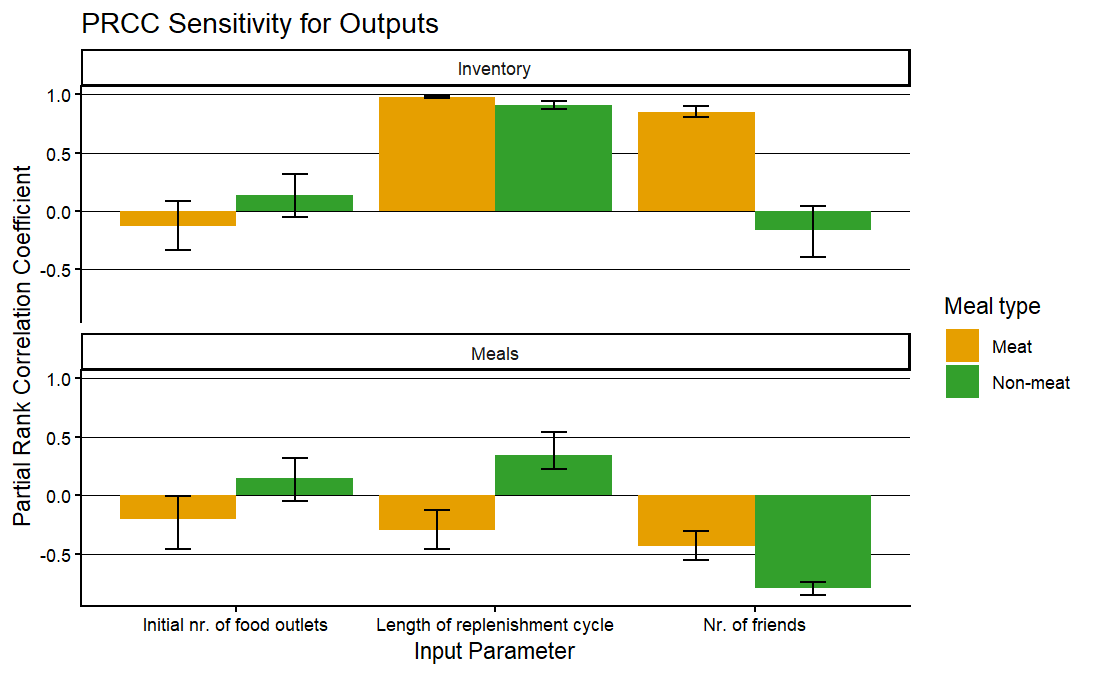 PRCC Sensitivity for Outputs
Inventory
1.0
0.5
0.0
-0.5
Meals
1.0
0.5
0.0
-0.5
Partial Rank Correlation Coefficient
Initial nr. of food outlets
Length of replenishment cycle
Nr. of friends
Input Parameter
Meal type
Meat
Non-meat